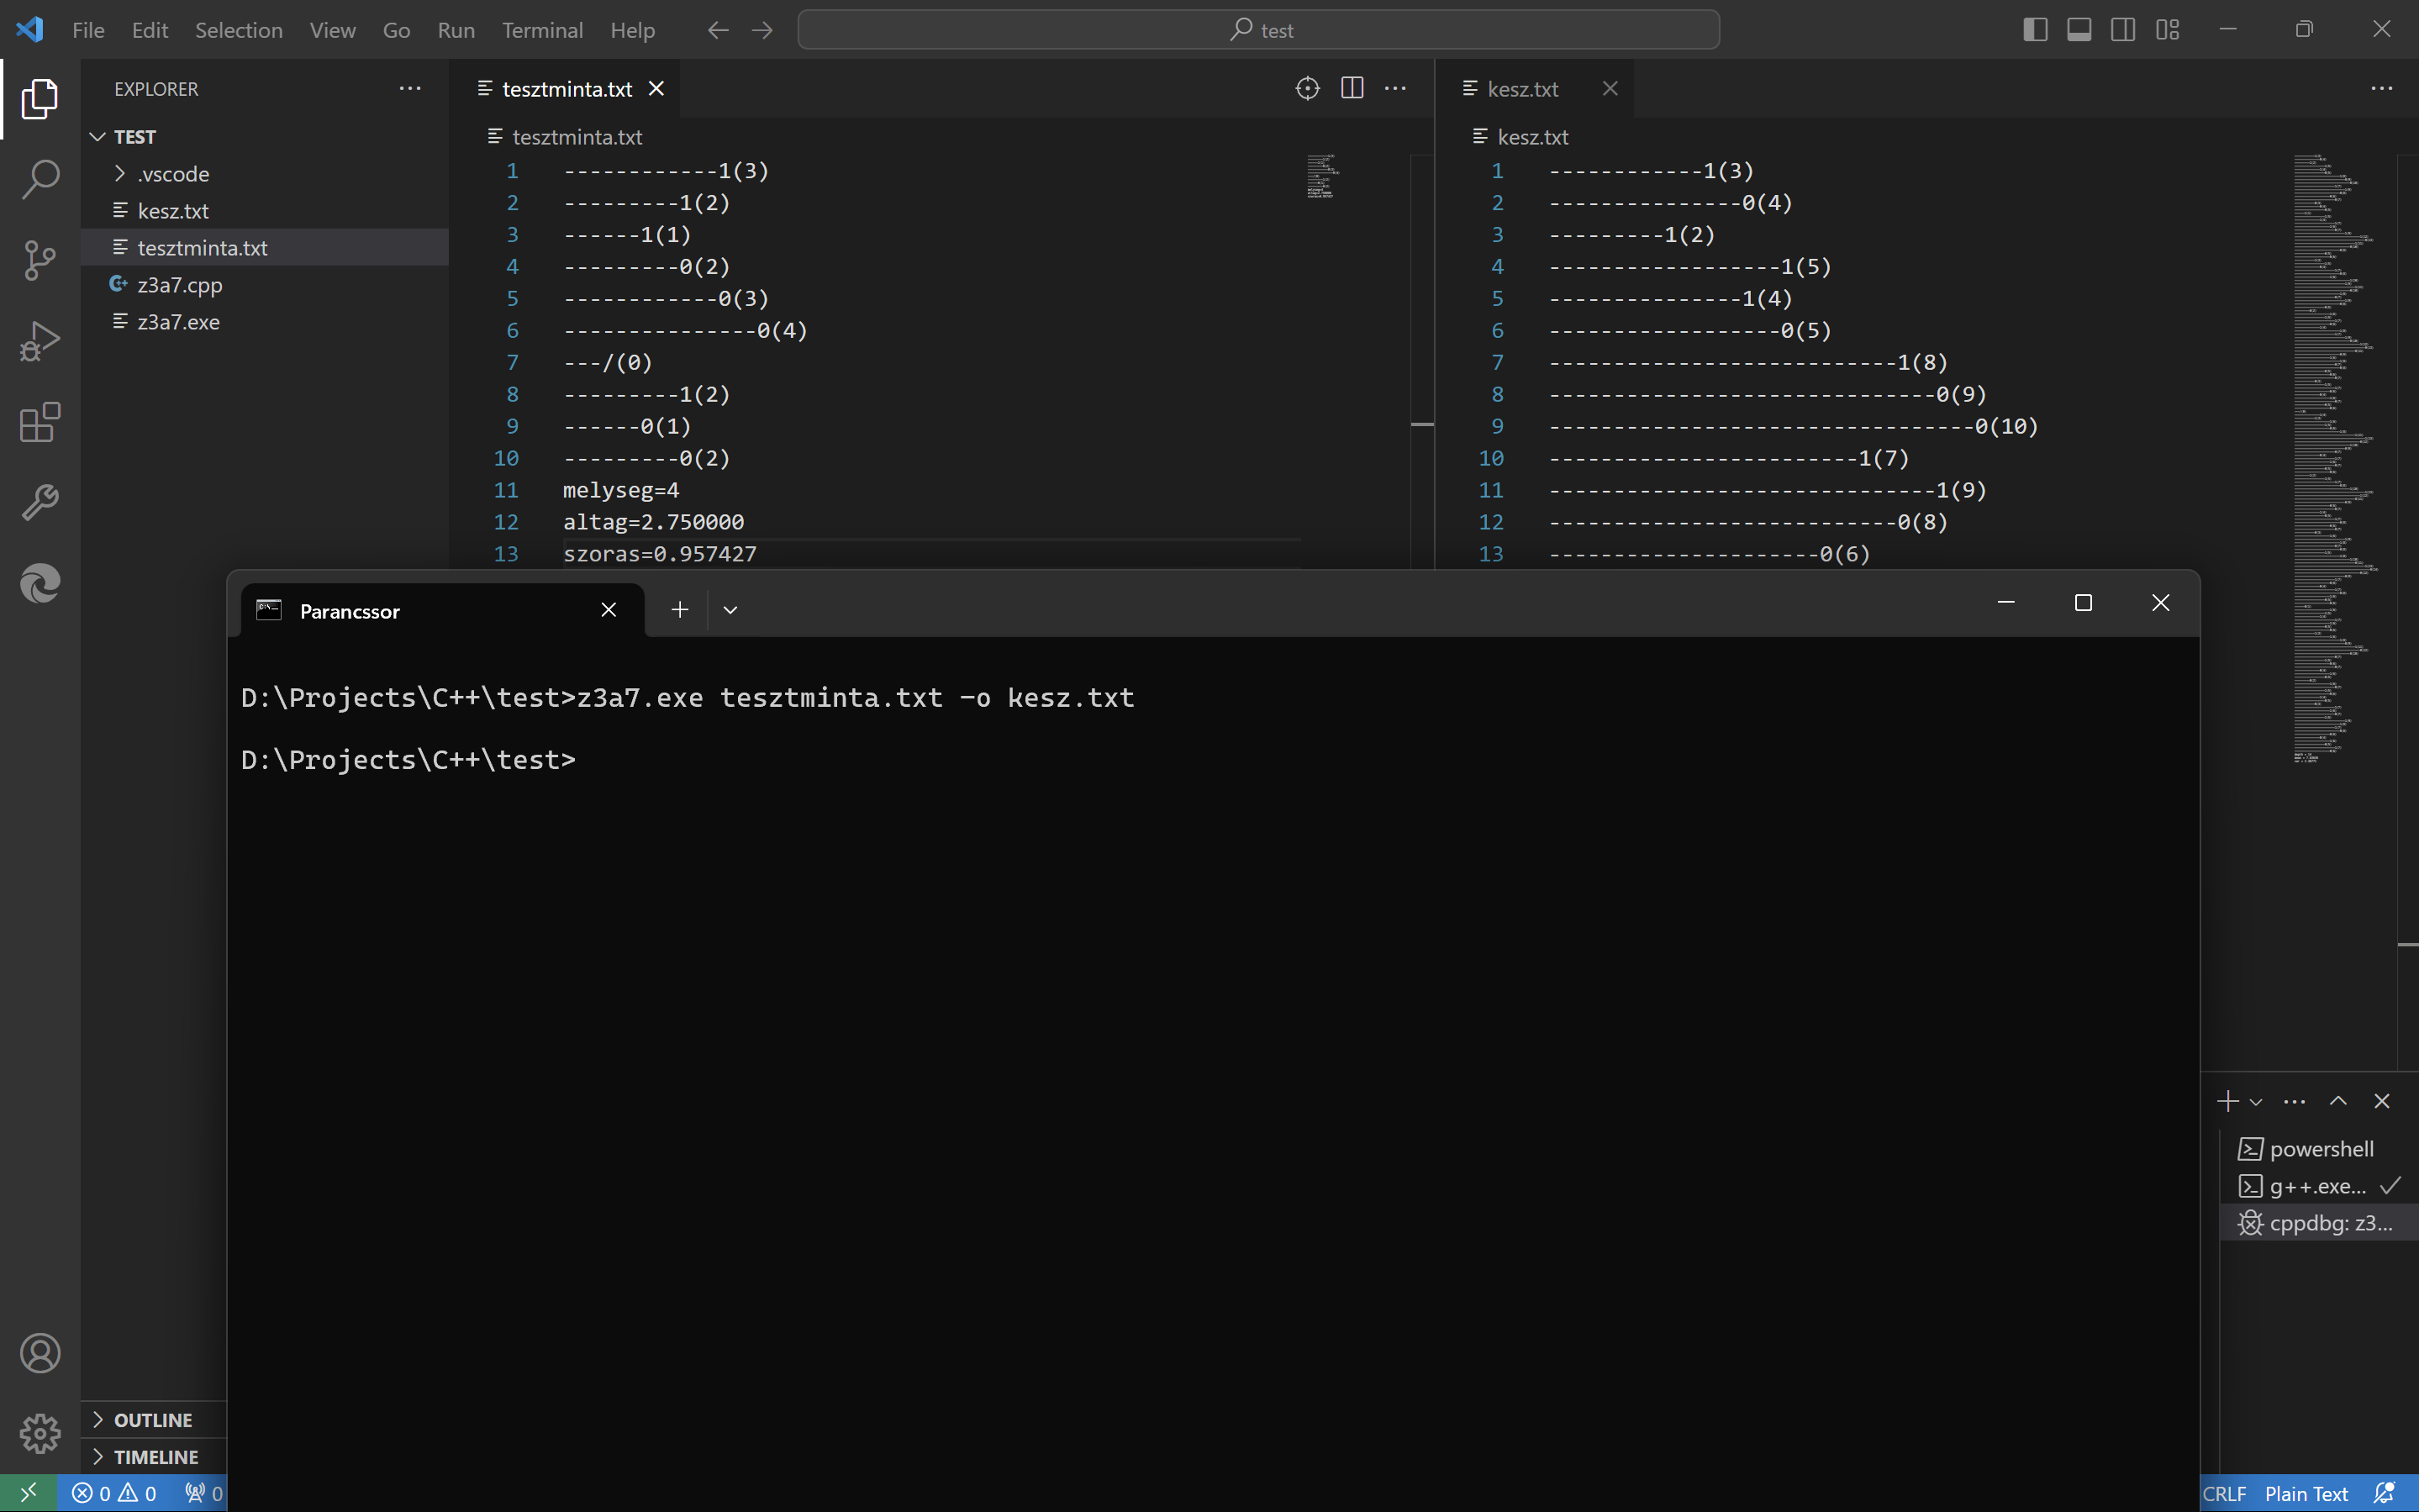 File Edit Selection View Go Run Terminal Help
test
EXPLORER
TEST
.vscode
kesz.txt
tesztminta.txt
z3a7.cpp
z3a7.exe
OUTLINE
TIMELINE
tesztminta.txt
tesztminta.txt
1 ------------1(3)
2 ---------1(2)
3 ------1(1)
4 ---------0(2)
5 ------------0(3)
6 ---------------0(4)
7 ---/(0)
8 ---------1(2)
9 ------0(1)
10 ---------0(2)
11 melyseg=4
12 altag=2.750000
13 szoras=0.957427
kesz.txt
kesz.txt
1 ------------1(3)
2 ---------------0(4)
3 ---------1(2)
4 ------------------1(5)
5 ---------------1(4)
6 ------------------0(5)
7 ---------------------------1(8)
8 ------------------------------0(9)
9 ---------------------------------0(10)
10 ------------------------1(7)
11 ------------------------------1(9)
12 ---------------------------0(8)
13 ---------------------0(6)
Parancssor
D:\Projects\C++\test>z3a7.exe tesztminta.txt -o kesz.txt
D:\Projects\C++\test>
powershell
g++.exe...
cppdbg: z3...
0 0 0
CRLF Plain Text